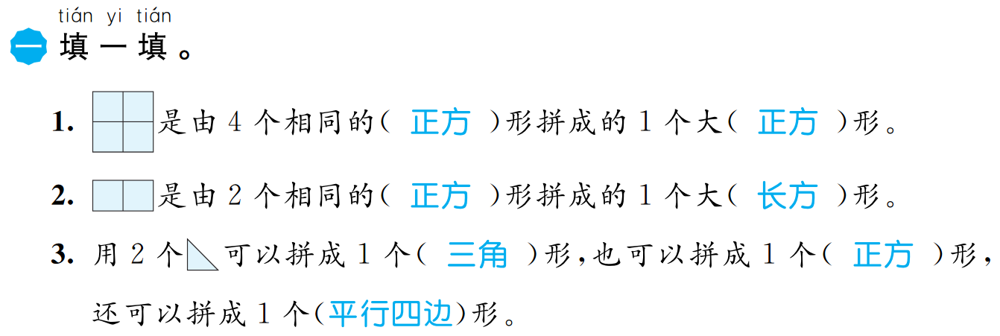 tián yi tián
一 填一填。
1. 是由4个相同的(正方)形拼成的1个大(正方)形。
2. 是由2个相同的(正方)形拼成的1个大(长方)形。
3. 用2个可以拼成1个(三角)形,也可以拼成1个(正方)形,
还可以拼成1个(平行四边)形。